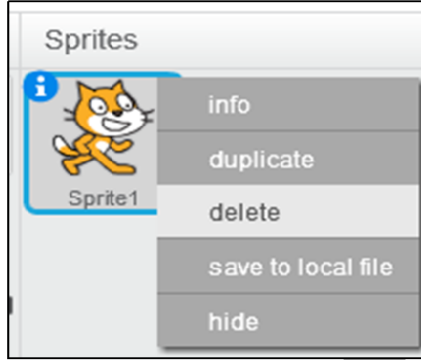 Sprites
i
Sprite1
info
duplicate
delete
save to local file
hide